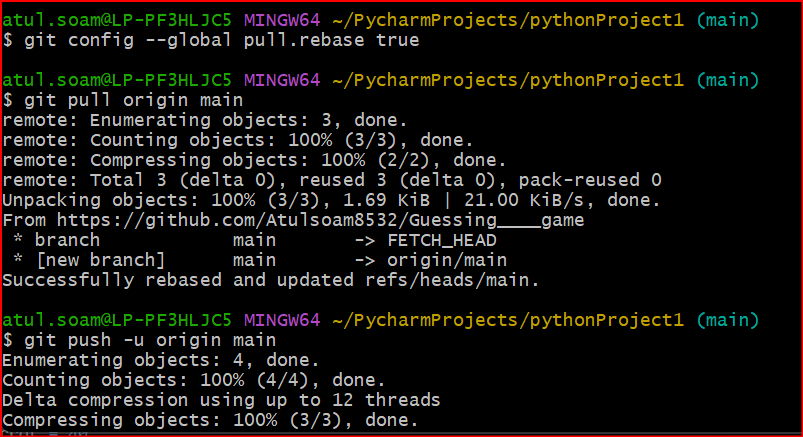 atul.soam@LP-PF3HLJC5 MINGW64 ~/PycharmProjects/pythonProject1 (main)
$ git config --global pull.rebase true
atul.soam@LP-PF3HLJC5 MINGW64 ~/PycharmProjects/pythonProject1 (main)
$ git pull origin main
remote: Enumerating objects: 3, done.
remote: Counting objects: 100% (3/3), done.
remote: Compressing objects: 100% (2/2), done.
remote: Total 3 (delta 0), reused 3 (delta 0), pack-reused 0
Unpacking objects: 100% (3/3), 1.69 KiB | 21.00 KiB/s, done.
From https://github.com/Atulsoam8532/Guessing____game
 * branch            main       -> FETCH_HEAD
 * [new branch]      main       -> origin/main
Successfully rebased and updated refs/heads/main.
atul.soam@LP-PF3HLJC5 MINGW64 ~/PycharmProjects/pythonProject1 (main)
$ git push -u origin main
Enumerating objects: 4, done.
Counting objects: 100% (4/4), done.
Delta compression using up to 12 threads
Compressing objects: 100% (3/3), done.